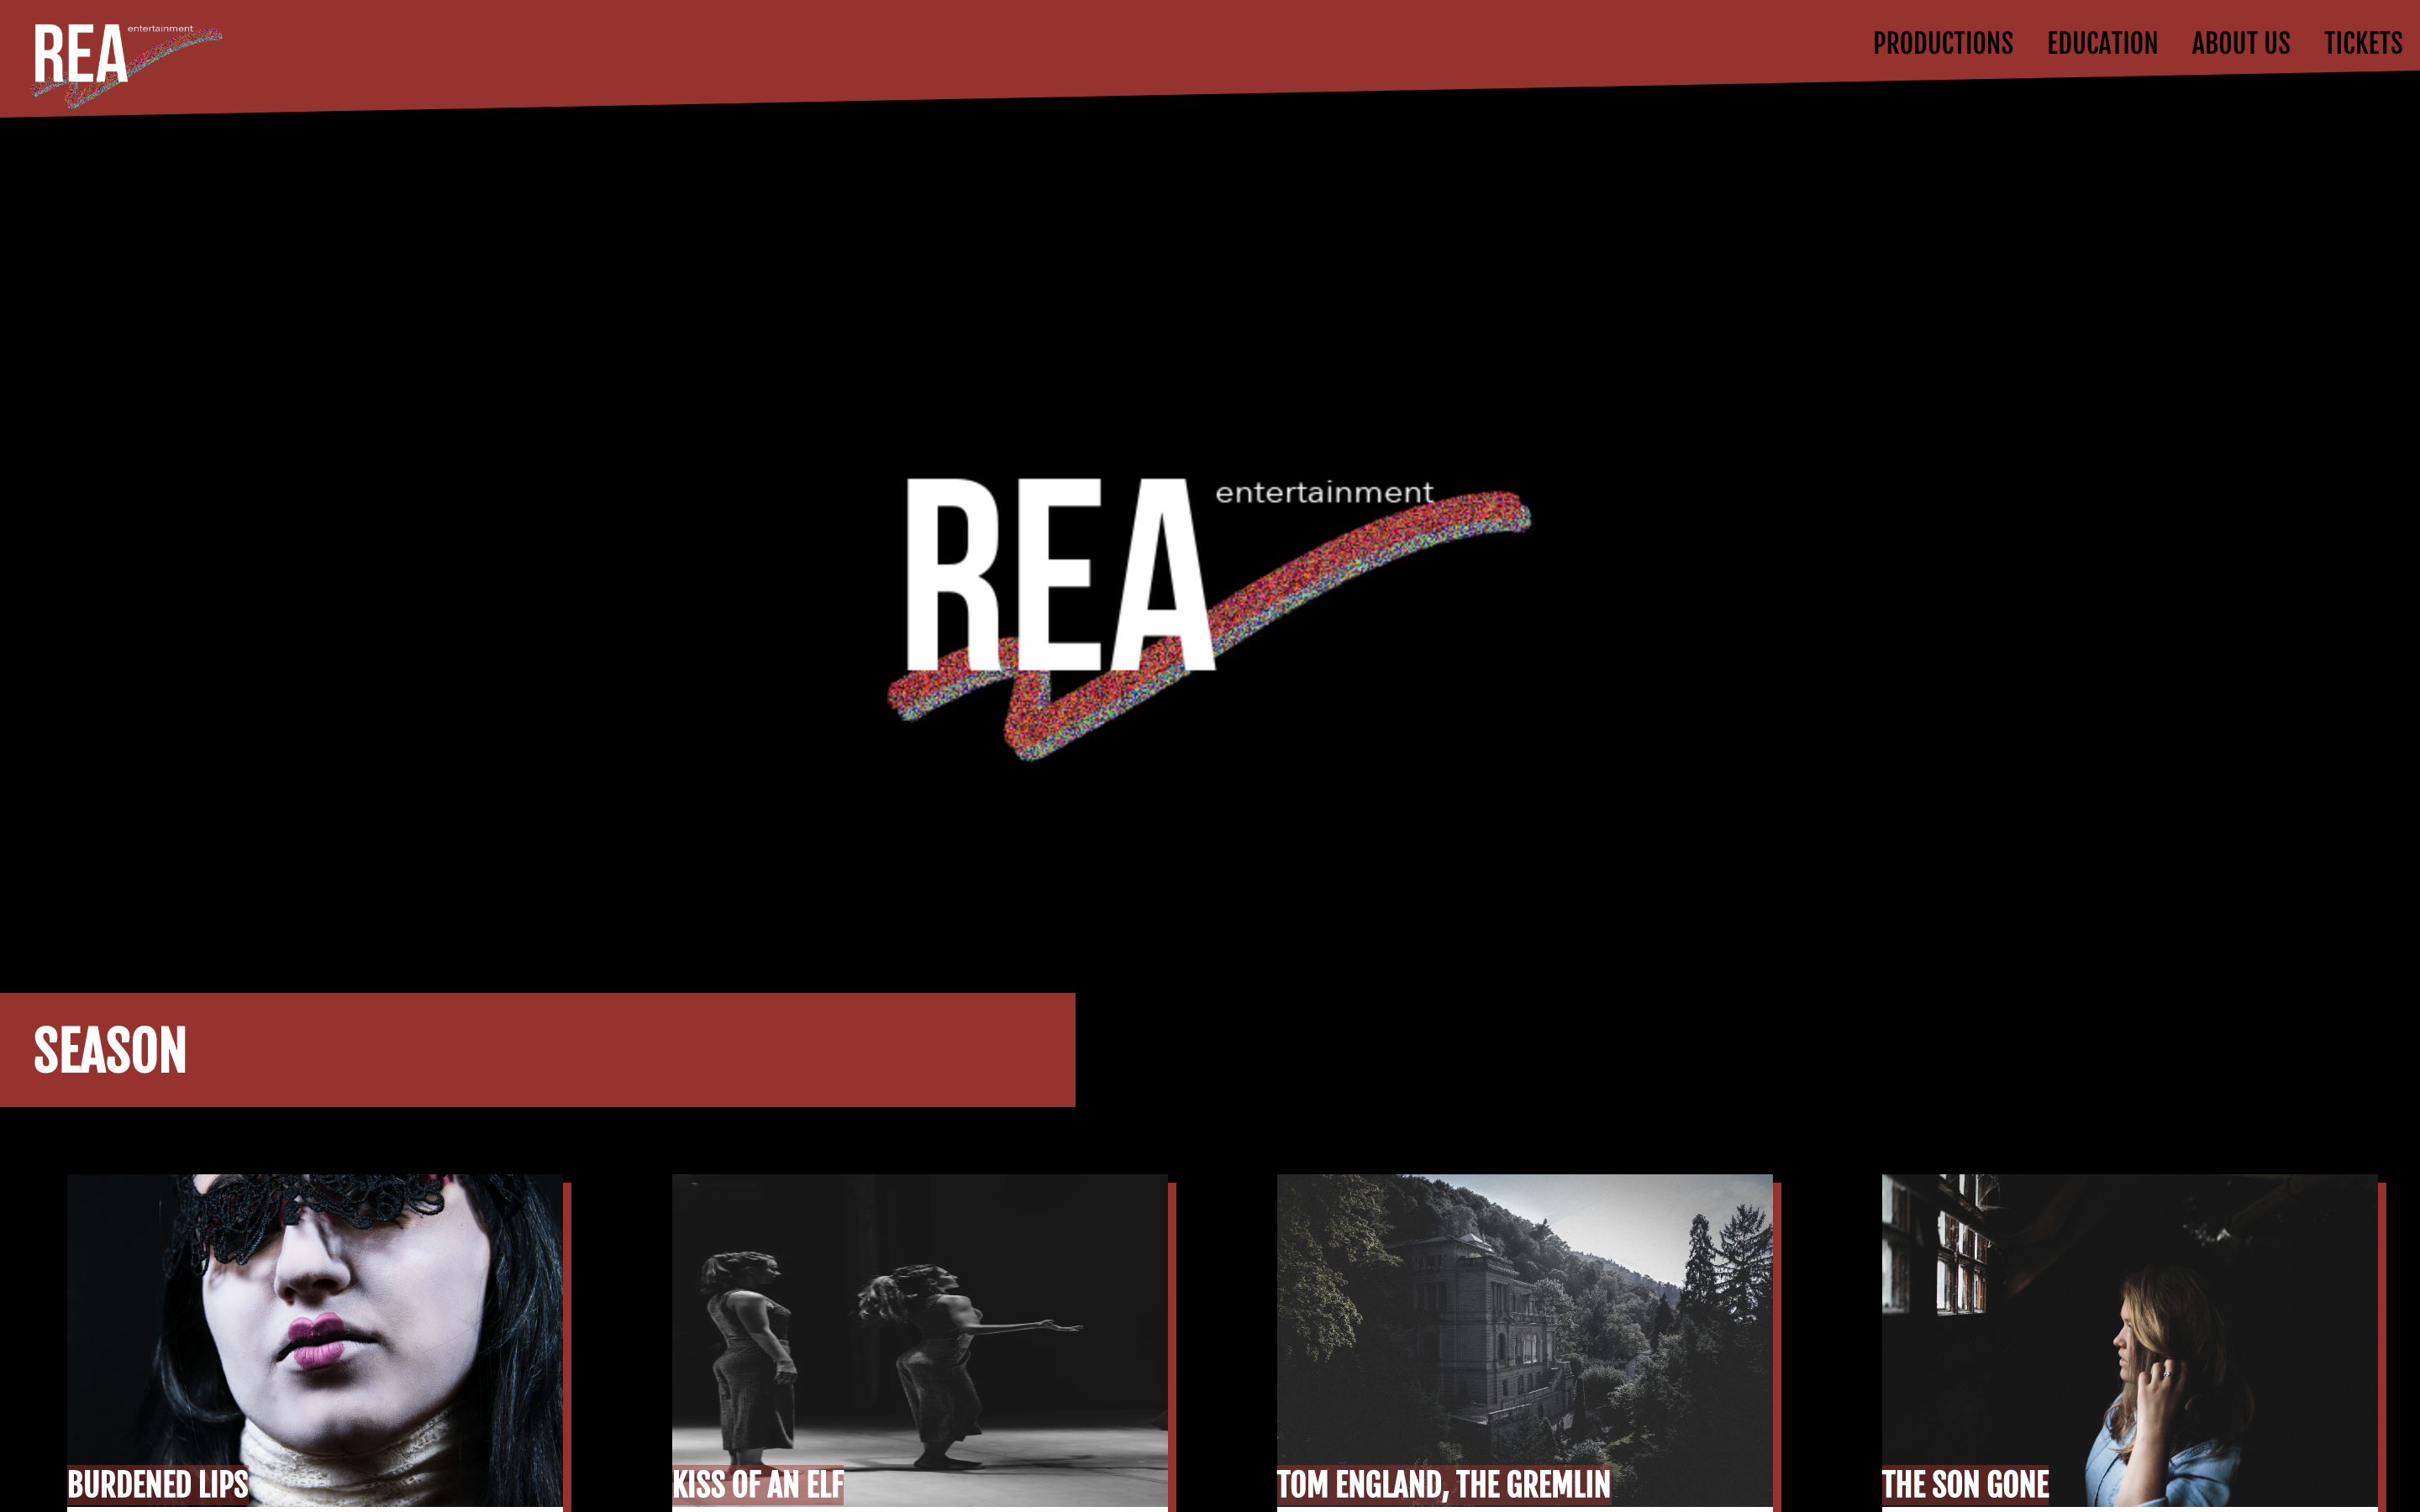 REA entertainment
PRODUCTIONS EDUCATION ABOUT US TICKETS
REA entertainment
SEASON
BURDENED LIPS
KISS OF AN ELF
TOM ENGLAND, THE GREMLIN
THE SON GONE